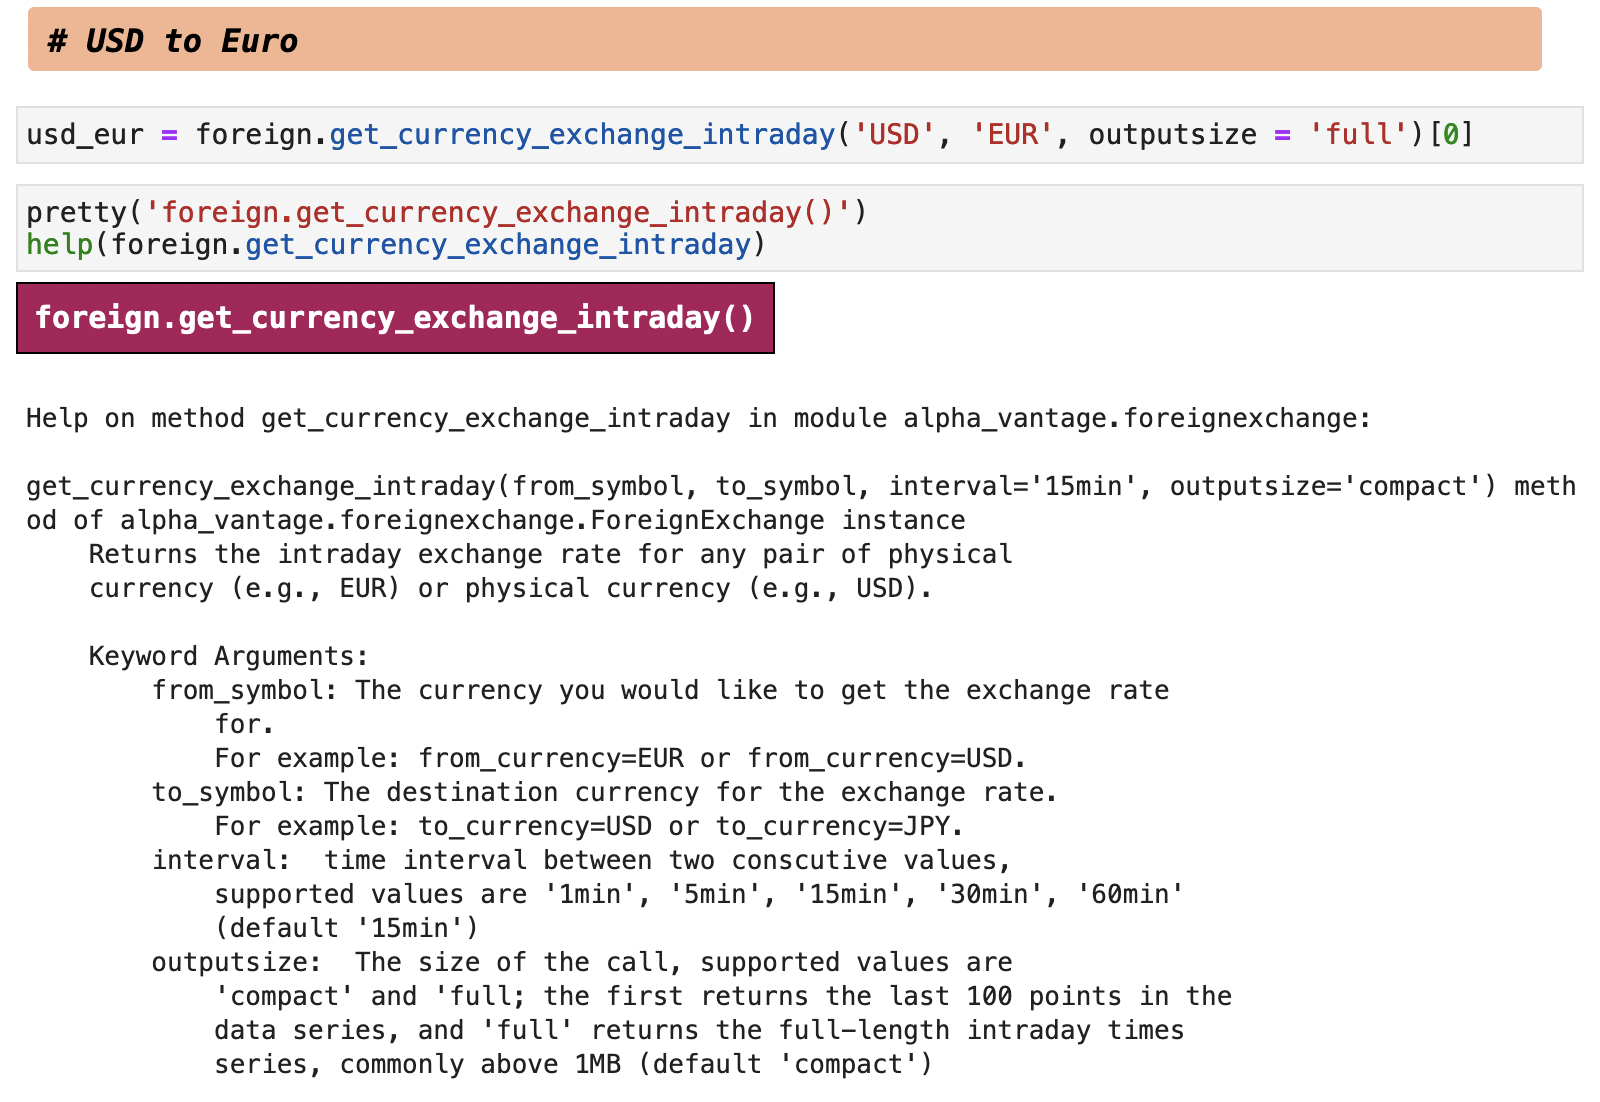 # USD to Euro
usd_eur = foreign.get_currency_exchange_intraday('USD', 'EUR', outputsize = 'full')[0]
pretty('foreign.get_currency_exchange_intraday()')
help(foreign.get_currency_exchange_intraday)
foreign.get_currency_exchange_intraday()
Help on method get_currency_exchange_intraday in module alpha_vantage.foreignexchange:
get_currency_exchange_intraday(from_symbol, to_symbol, interval='15min', outputsize='compact') meth
od of alpha_vantage.foreignexchange.ForeignExchange instance
    Returns the intraday exchange rate for any pair of physical
    currency (e.g., EUR) or physical currency (e.g., USD).
    Keyword Arguments:
        from_symbol: The currency you would like to get the exchange rate
            for.
            For example: from_currency=EUR or from_currency=USD.
        to_symbol: The destination currency for the exchange rate.
            For example: to_currency=USD or to_currency=JPY.
        interval:  time interval between two conscutive values,
            supported values are '1min', '5min', '15min', '30min', '60min'
            (default '15min')
        outputsize:  The size of the call, supported values are
            'compact' and 'full; the first returns the last 100 points in the
            data series, and 'full' returns the full-length intraday times
            series, commonly above 1MB (default 'compact')